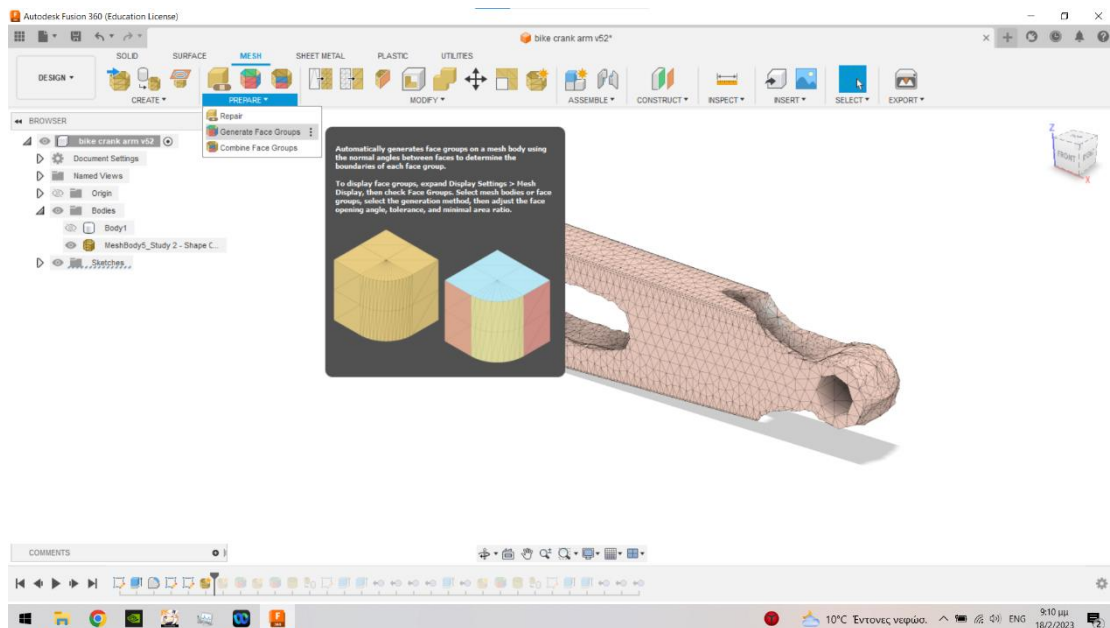 Autodesk Fusion 360 (Education License)
bike crank arm v52*
SOLID SURFACE MESH SHEET METAL PLASTIC UTILITIES
DESIGN
CREATE PREPARE MODIFY ASSEMBLE CONSTRUCT INSPECT INSERT SELECT EXPORT
BROWSER
bike crank arm v52
Document Settings
Named Views
Origin
Bodies
Body1
MeshBody5_Study 2 - Shape C...
Sketches
Repair
Generate Face Groups
Combine Face Groups
Automatically generates face groups on a mesh body using
the normal angles between faces to determine the
boundaries of each face group.
To display face groups, expand Display Settings > Mesh
Display, then check Face Groups. Select mesh bodies or face
groups, select the generation method, then adjust the face
opening angle, tolerance, and minimal area ratio.
Z
FRONT
X
COMMENTS
10°C Έντονες νεφώσ. ENG
9:10 μμ
18/2/2023
2